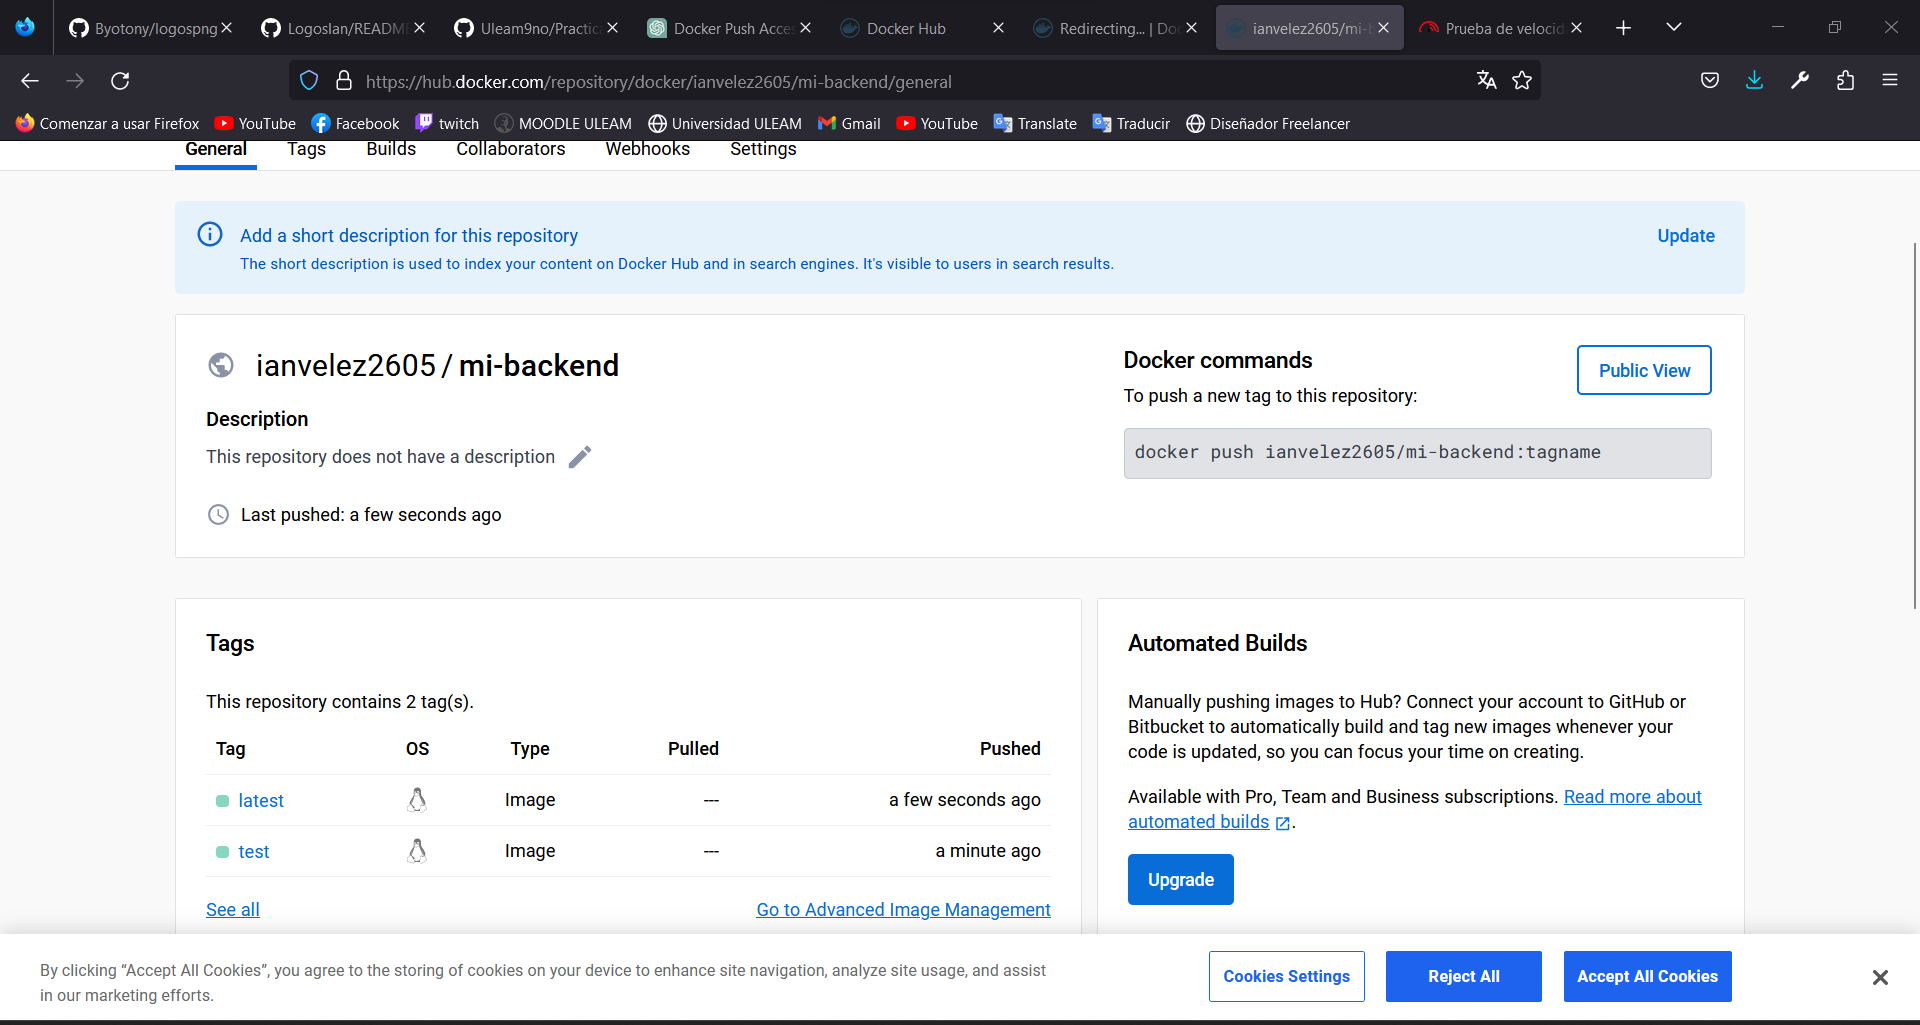 Byotony/logospng
Logoslan/READM
Uleam9no/Practic
Docker Push Acces
Docker Hub
Redirecting... | Do
ianvelez2605/mi-b
Prueba de velocid
https://hub.docker.com/repository/docker/ianvelez2605/mi-backend/general
Comenzar a usar Firefox
YouTube
Facebook
twitch
MOODLE ULEAM
Universidad ULEAM
Gmail
YouTube
Translate
Traducir
Diseñador Freelancer
General
Tags
Builds
Collaborators
Webhooks
Settings
Add a short description for this repository
Update
The short description is used to index your content on Docker Hub and in search engines. It's visible to users in search results.
ianvelez2605 / mi-backend
Description
This repository does not have a description
Last pushed: a few seconds ago
Docker commands
Public View
To push a new tag to this repository:
docker push ianvelez2605/mi-backend:tagname
Tags
This repository contains 2 tag(s).
Tag OS Type Pulled Pushed
latest Image --- a few seconds ago
test Image --- a minute ago
See all
Go to Advanced Image Management
Automated Builds
Manually pushing images to Hub? Connect your account to GitHub or
Bitbucket to automatically build and tag new images whenever your
code is updated, so you can focus your time on creating.
Available with Pro, Team and Business subscriptions. Read more about
automated builds .
Upgrade
By clicking “Accept All Cookies”, you agree to the storing of cookies on your device to enhance site navigation, analyze site usage, and assist
in our marketing efforts.
Cookies Settings
Reject All
Accept All Cookies